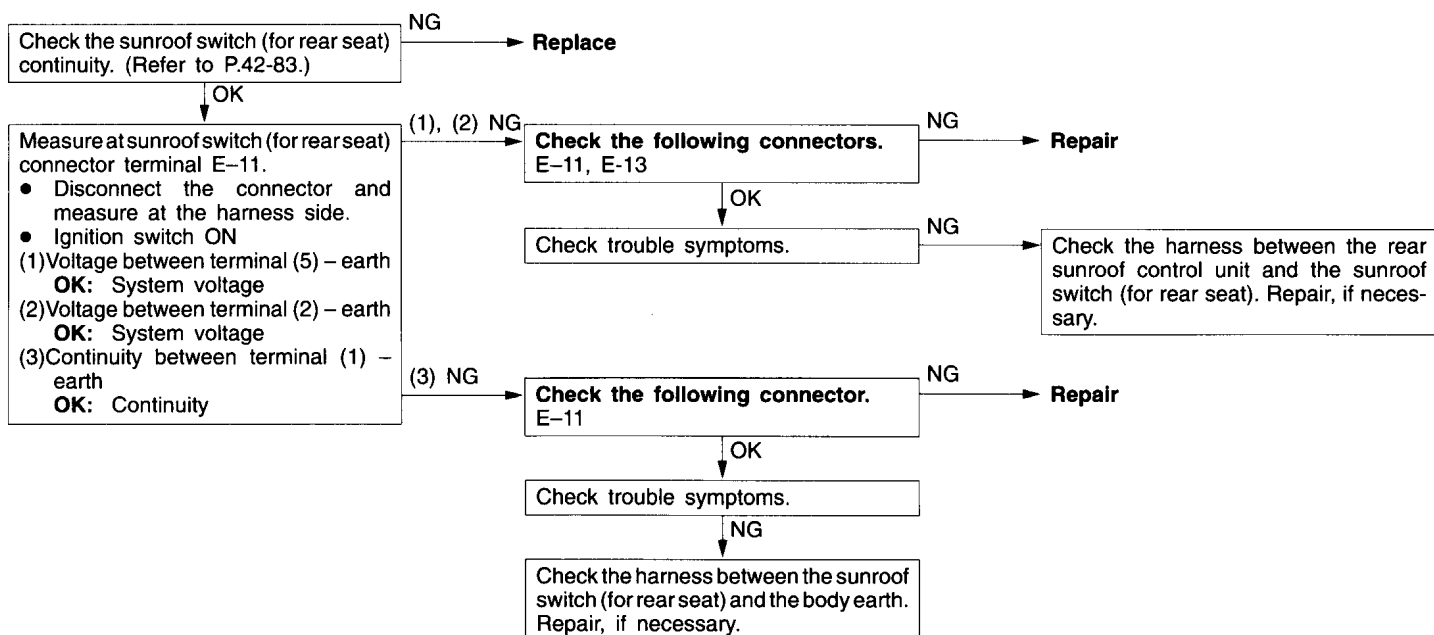 Check the sunroof switch (for rear seat)
continuity. (Refer to P.42-83.)
NG
Replace
OK
Measure at sunroof switch (for rear seat)
connector terminal E–11.
• Disconnect the connector and
measure at the harness side.
• Ignition switch ON
(1)Voltage between terminal (5) – earth
OK: System voltage
(2)Voltage between terminal (2) – earth
OK: System voltage
(3)Continuity between terminal (1) –
earth
OK: Continuity
(1), (2) NG
Check the following connectors.
E–11, E-13
NG
Repair
OK
Check trouble symptoms.
NG
Check the harness between the rear
sunroof control unit and the sunroof
switch (for rear seat). Repair, if neces-
sary.
(3) NG
Check the following connector.
E–11
NG
Repair
OK
Check trouble symptoms.
NG
Check the harness between the sunroof
switch (for rear seat) and the body earth.
Repair, if necessary.